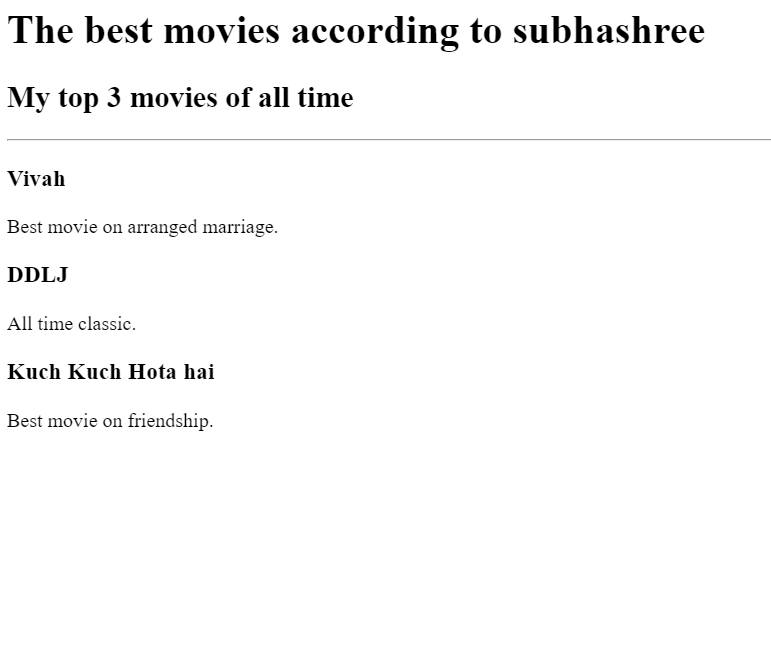 The best movies according to subhashree
My top 3 movies of all time
Vivah
Best movie on arranged marriage.
DDLJ
All time classic.
Kuch Kuch Hota hai
Best movie on friendship.